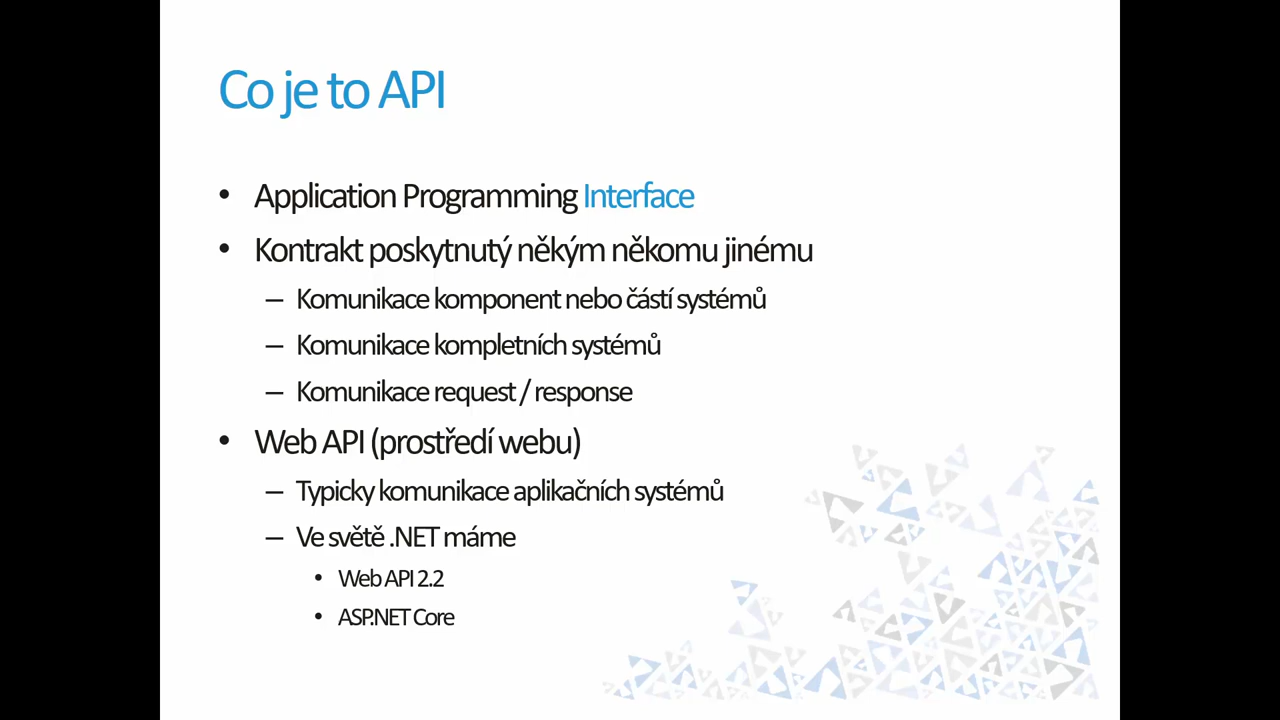 Co je to API
• Application Programming Interface
• Kontrakt poskytnutý někým někomu jinému
– Komunikace komponent nebo částí systémů
– Komunikace kompletních systémů
– Komunikace request / response
• Web API (prostředí webu)
– Typicky komunikace aplikačních systémů
– Ve světě .NET máme
• Web API 2.2
• ASP.NET Core